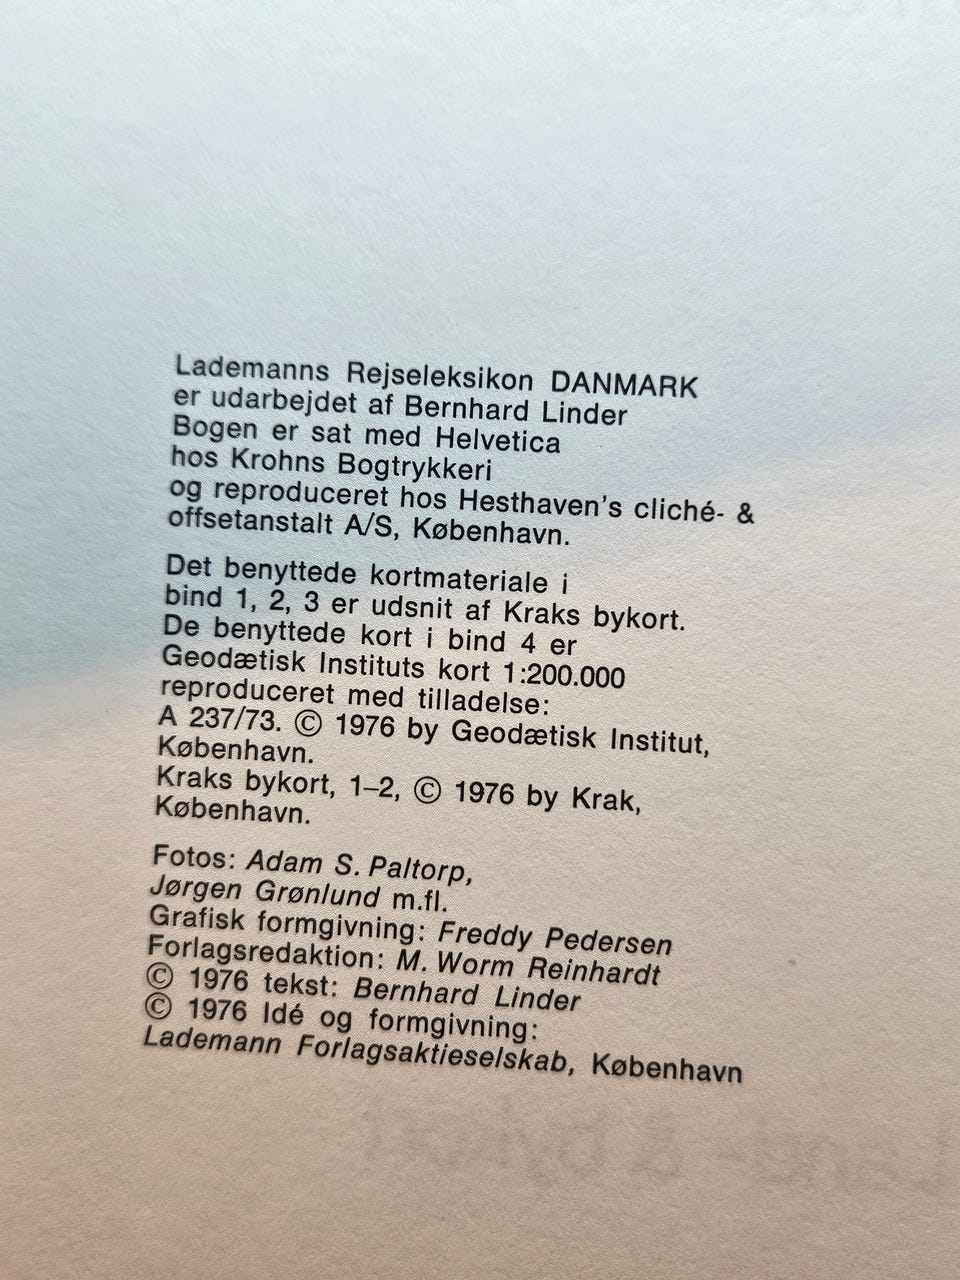 Lademanns Rejseleksikon DANMARK
er udarbejdet af Bernhard Linder
Bogen er sat med Helvetica
hos Krohns Bogtrykkeri
og reproduceret hos Hesthaven's cliché- &
offsetanstalt A/S, København.
Det benyttede kortmateriale i
bind 1, 2, 3 er udsnit af Kraks bykort.
De benyttede kort i bind 4 er
Geodætisk Instituts kort 1:200.000
reproduceret med tilladelse:
A 237/73. © 1976 by Geodætisk Institut,
København.
Kraks bykort, 1–2, © 1976 by Krak,
København.
Fotos: Adam S. Paltorp,
Jørgen Grønlund m.fl.
Grafisk formgivning: Freddy Pedersen
Forlagsredaktion: M. Worm Reinhardt
© 1976 tekst: Bernhard Linder
© 1976 Idé og formgivning:
Lademann Forlagsaktieselskab, København